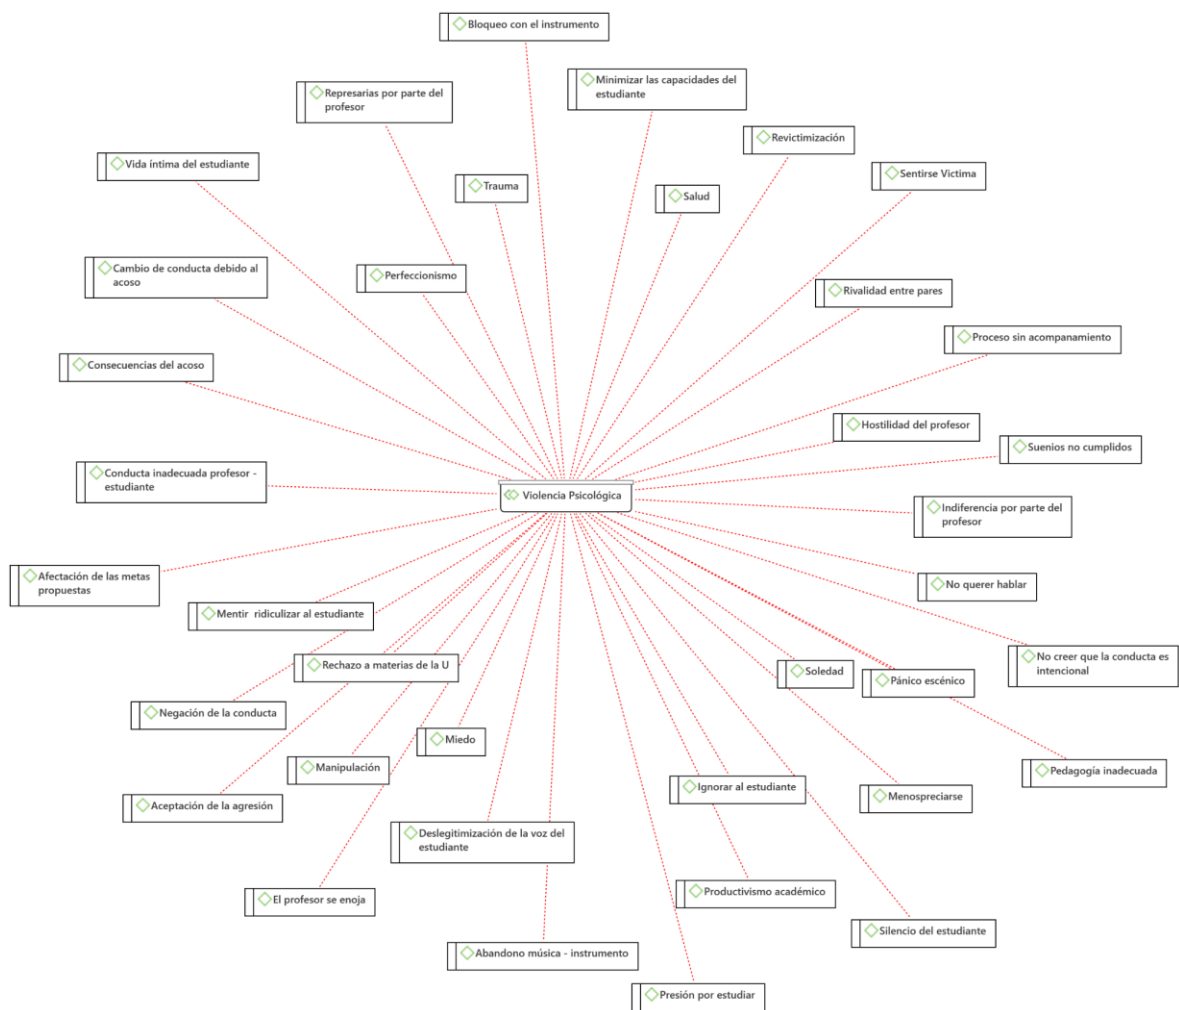 Bloqueo con el instrumento
Minimizar las capacidades del
estudiante
Represarias por parte del
profesor
Revictimización
Vida íntima del estudiante
Sentirse Victima
Trauma
Salud
Cambio de conducta debido al
acoso
Perfeccionismo
Rivalidad entre pares
Proceso sin acompanamiento
Consecuencias del acoso
Hostilidad del profesor
Suenios no cumplidos
Conducta inadecuada profesor -
estudiante
Violencia Psicológica
Indiferencia por parte del
profesor
Afectación de las metas
propuestas
No querer hablar
Mentir  ridiculizar al estudiante
Rechazo a materias de la U
Soledad
Pánico escénico
No creer que la conducta es
intencional
Negación de la conducta
Miedo
Manipulación
Pedagogía inadecuada
Aceptación de la agresión
Ignorar al estudiante
Menospreciarse
Deslegitimización de la voz del
estudiante
El profesor se enoja
Productivismo académico
Silencio del estudiante
Abandono música - instrumento
Presión por estudiar